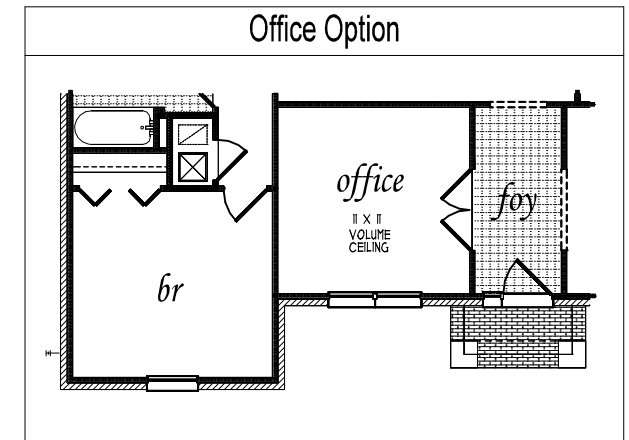 Office Option
office
11 X 11
VOLUME
CEILING
foy
br